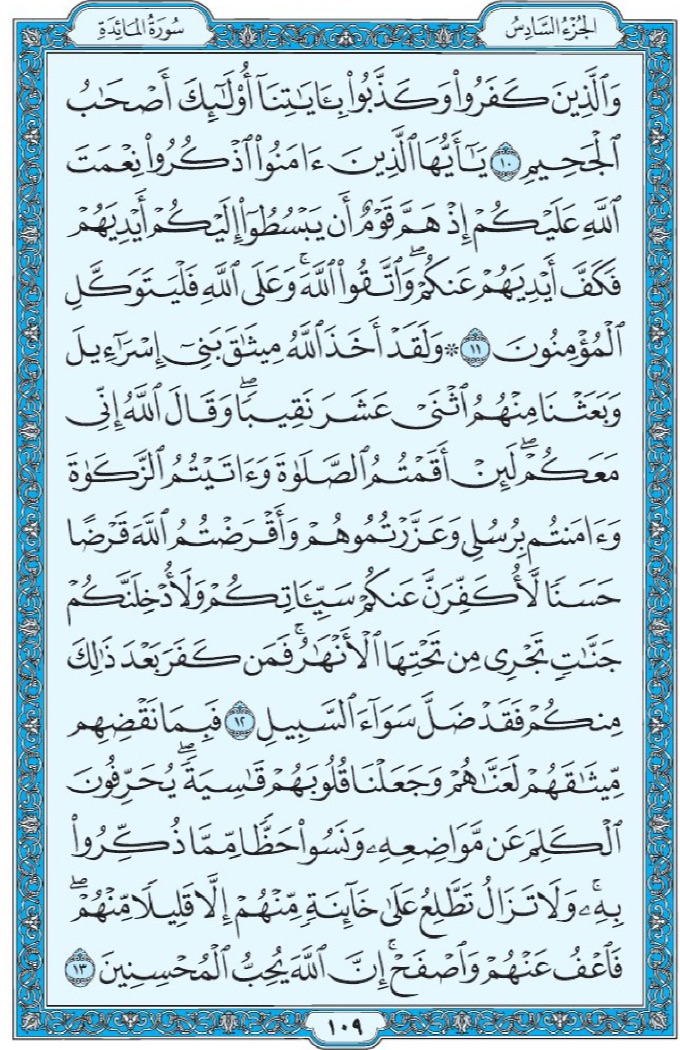 الجُزْءُ السَّادِسُ
سُورَةُ المَائِدَةِ
وَٱلَّذِينَ كَفَرُوا۟ وَكَذَّبُوا۟ بِـَٔايَـٰتِنَآ أُو۟لَـٰٓئِكَ أَصْحَـٰبُ
ٱلْجَحِيمِ ١٠ يَـٰٓأَيُّهَا ٱلَّذِينَ ءَامَنُوا۟ ٱذْكُرُوا۟ نِعْمَتَ
ٱللَّهِ عَلَيْكُمْ إِذْ هَمَّ قَوْمٌ أَن يَبْسُطُوٓا۟ إِلَيْكُمْ أَيْدِيَهُمْ
فَكَفَّ أَيْدِيَهُمْ عَنكُمْ ۖ وَٱتَّقُوا۟ ٱللَّهَ ۚ وَعَلَى ٱللَّهِ فَلْيَتَوَكَّلِ
ٱلْمُؤْمِنُونَ ١١ ۞ وَلَقَدْ أَخَذَ ٱللَّهُ مِيثَـٰقَ بَنِىٓ إِسْرَٰٓءِيلَ
وَبَعَثْنَا مِنْهُمُ ٱثْنَىْ عَشَرَ نَقِيبًا ۖ وَقَالَ ٱللَّهُ إِنِّى
مَعَكُمْ ۖ لَئِنْ أَقَمْتُمُ ٱلصَّلَوٰةَ وَءَاتَيْتُمُ ٱلزَّكَوٰةَ
وَءَامَنتُم بِرُسُلِى وَعَزَّرْتُمُوهُمْ وَأَقْرَضْتُمُ ٱللَّهَ قَرْضًا
حَسَنًا لَّأُكَفِّرَنَّ عَنكُمْ سَيِّـَٔاتِكُمْ وَلَأُدْخِلَنَّكُمْ
جَنَّـٰتٍ تَجْرِى مِن تَحْتِهَا ٱلْأَنْهَـٰرُ ۚ فَمَن كَفَرَ بَعْدَ ذَٰلِكَ
مِنكُمْ فَقَدْ ضَلَّ سَوَآءَ ٱلسَّبِيلِ ١٢ فَبِمَا نَقْضِهِم
مِّيثَـٰقَهُمْ لَعَنَّـٰهُمْ وَجَعَلْنَا قُلُوبَهُمْ قَـٰسِيَةً ۖ يُحَرِّفُونَ
ٱلْكَلِمَ عَن مَّوَاضِعِهِۦ وَنَسُوا۟ حَظًّا مِّمَّا ذُكِّرُوا۟
بِهِۦ ۚ وَلَا تَزَالُ تَطَّلِعُ عَلَىٰ خَآئِنَةٍ مِّنْهُمْ إِلَّا قَلِيلًا مِّنْهُمْ ۖ
فَٱعْفُ عَنْهُمْ وَٱصْفَحْ ۚ إِنَّ ٱللَّهَ يُحِبُّ ٱلْمُحْسِنِينَ ١٣
١٠٩